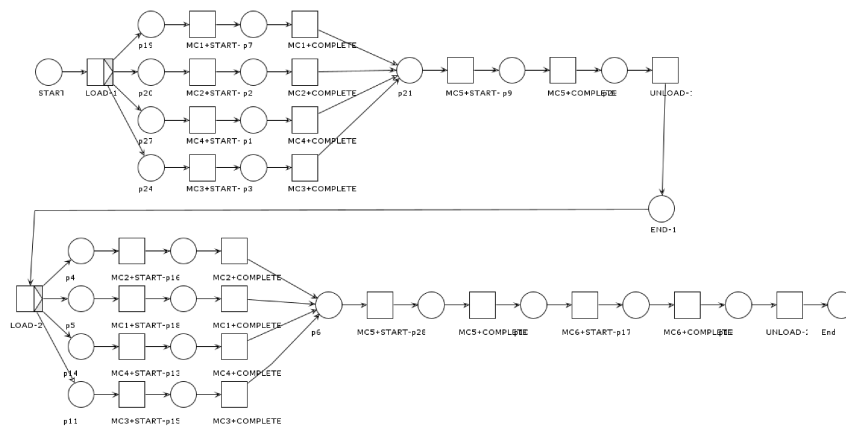 p19 MC1+START- p7 MC1+COMPLETE
START LOAD-1 p20 MC2+START- p2 MC2+COMPLETE p21 MC5+START- p9 MC5+COMPLETE UNLOAD-:
p27 MC4+START- p1 MC4+COMPLETE
p24 MC3+START- p3 MC3+COMPLETE
END-1
p4 MC2+START-p16 MC2+COMPLETE
LOAD-2 p5 MC1+START-p18 MC1+COMPLETE p6 MC5+START-p28 MC5+COMPLETE MC6+START-p17 MC6+COMPLETE UNLOAD-: End
p14 MC4+START-p13 MC4+COMPLETE
p11 MC3+START-p15 MC3+COMPLETE